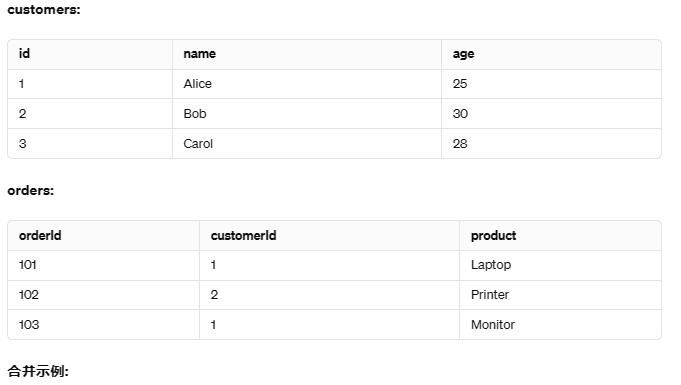 customers:
id name age
1 Alice 25
2 Bob 30
3 Carol 28
orders:
orderId customerId product
101 1 Laptop
102 2 Printer
103 1 Monitor
合并示例: